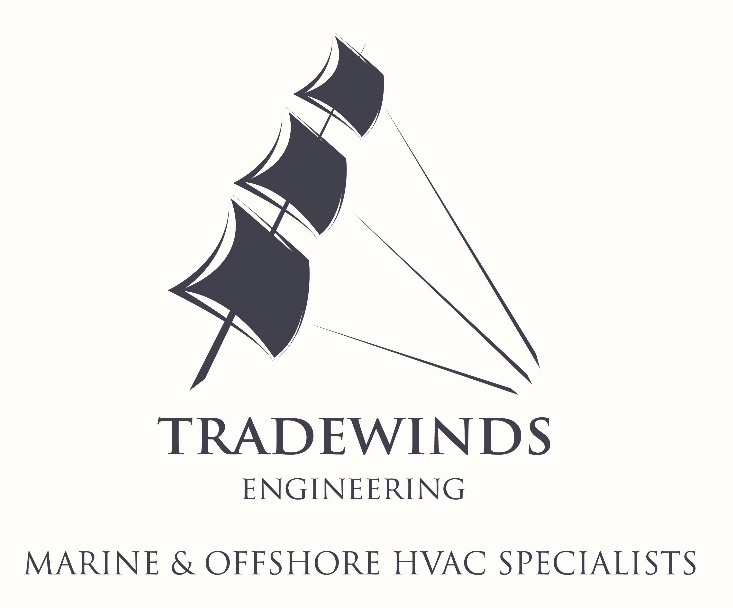 TRADEWINDS
ENGINEERING
MARINE & OFFSHORE HVAC SPECIALISTS